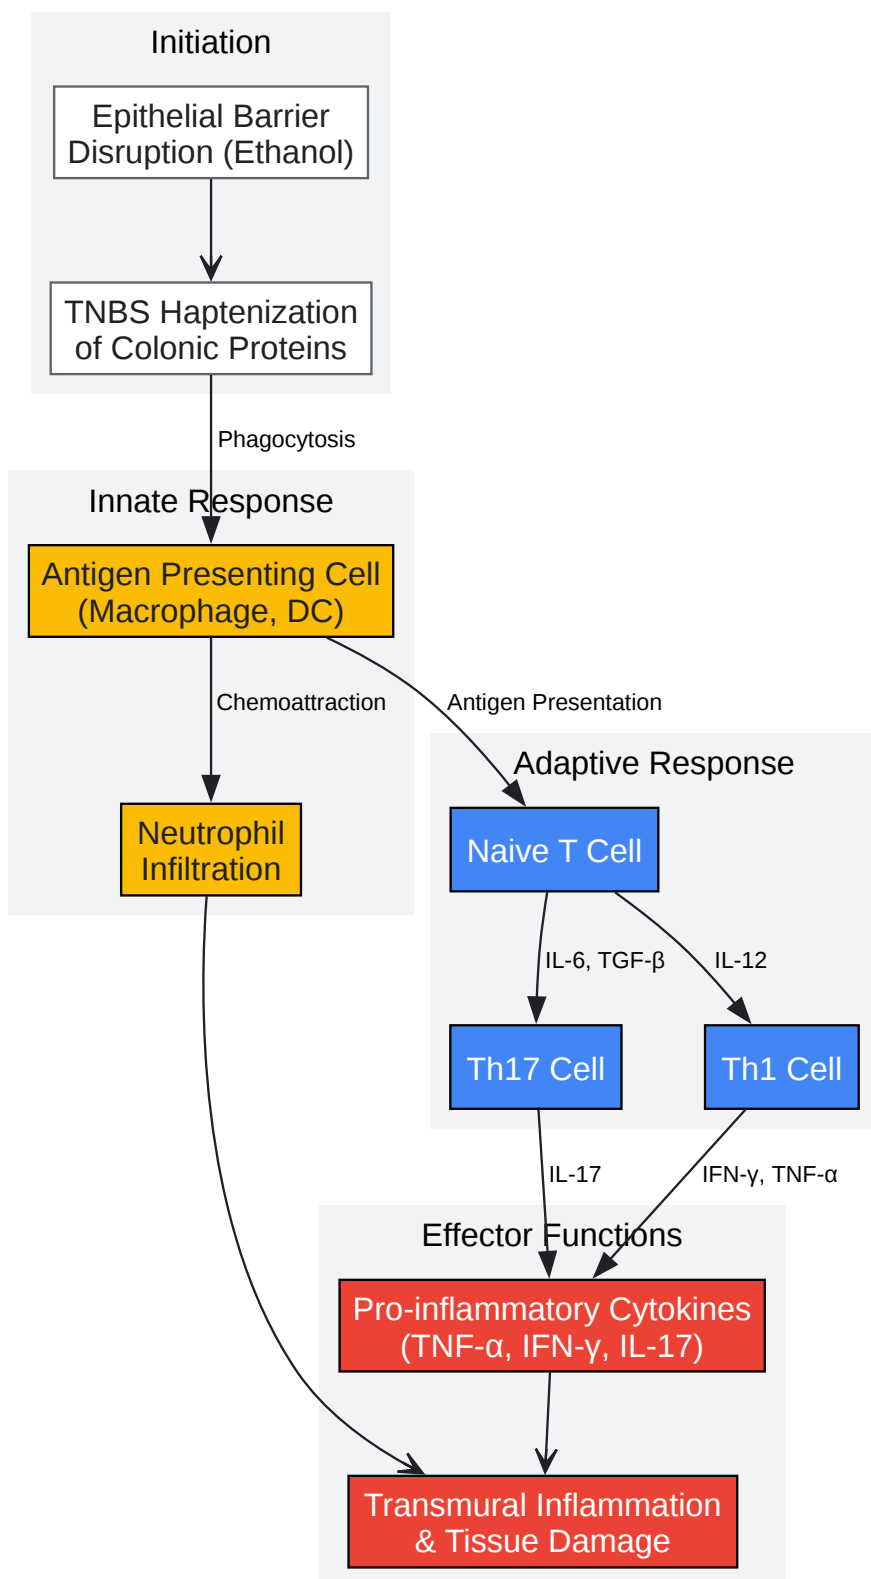 Initiation
Epithelial Barrier
Disruption (Ethanol)
TNBS Haptenization
of Colonic Proteins
Phagocytosis
Innate Response
Antigen Presenting Cell
(Macrophage, DC)
Chemoattraction
Antigen Presentation
Adaptive Response
Neutrophil
Infiltration
Naive T Cell
IL-6, TGF-β
IL-12
Th17 Cell
Th1 Cell
IL-17
IFN-γ, TNF-α
Effector Functions
Pro-inflammatory Cytokines
(TNF-α, IFN-γ, IL-17)
Transmural Inflammation
& Tissue Damage